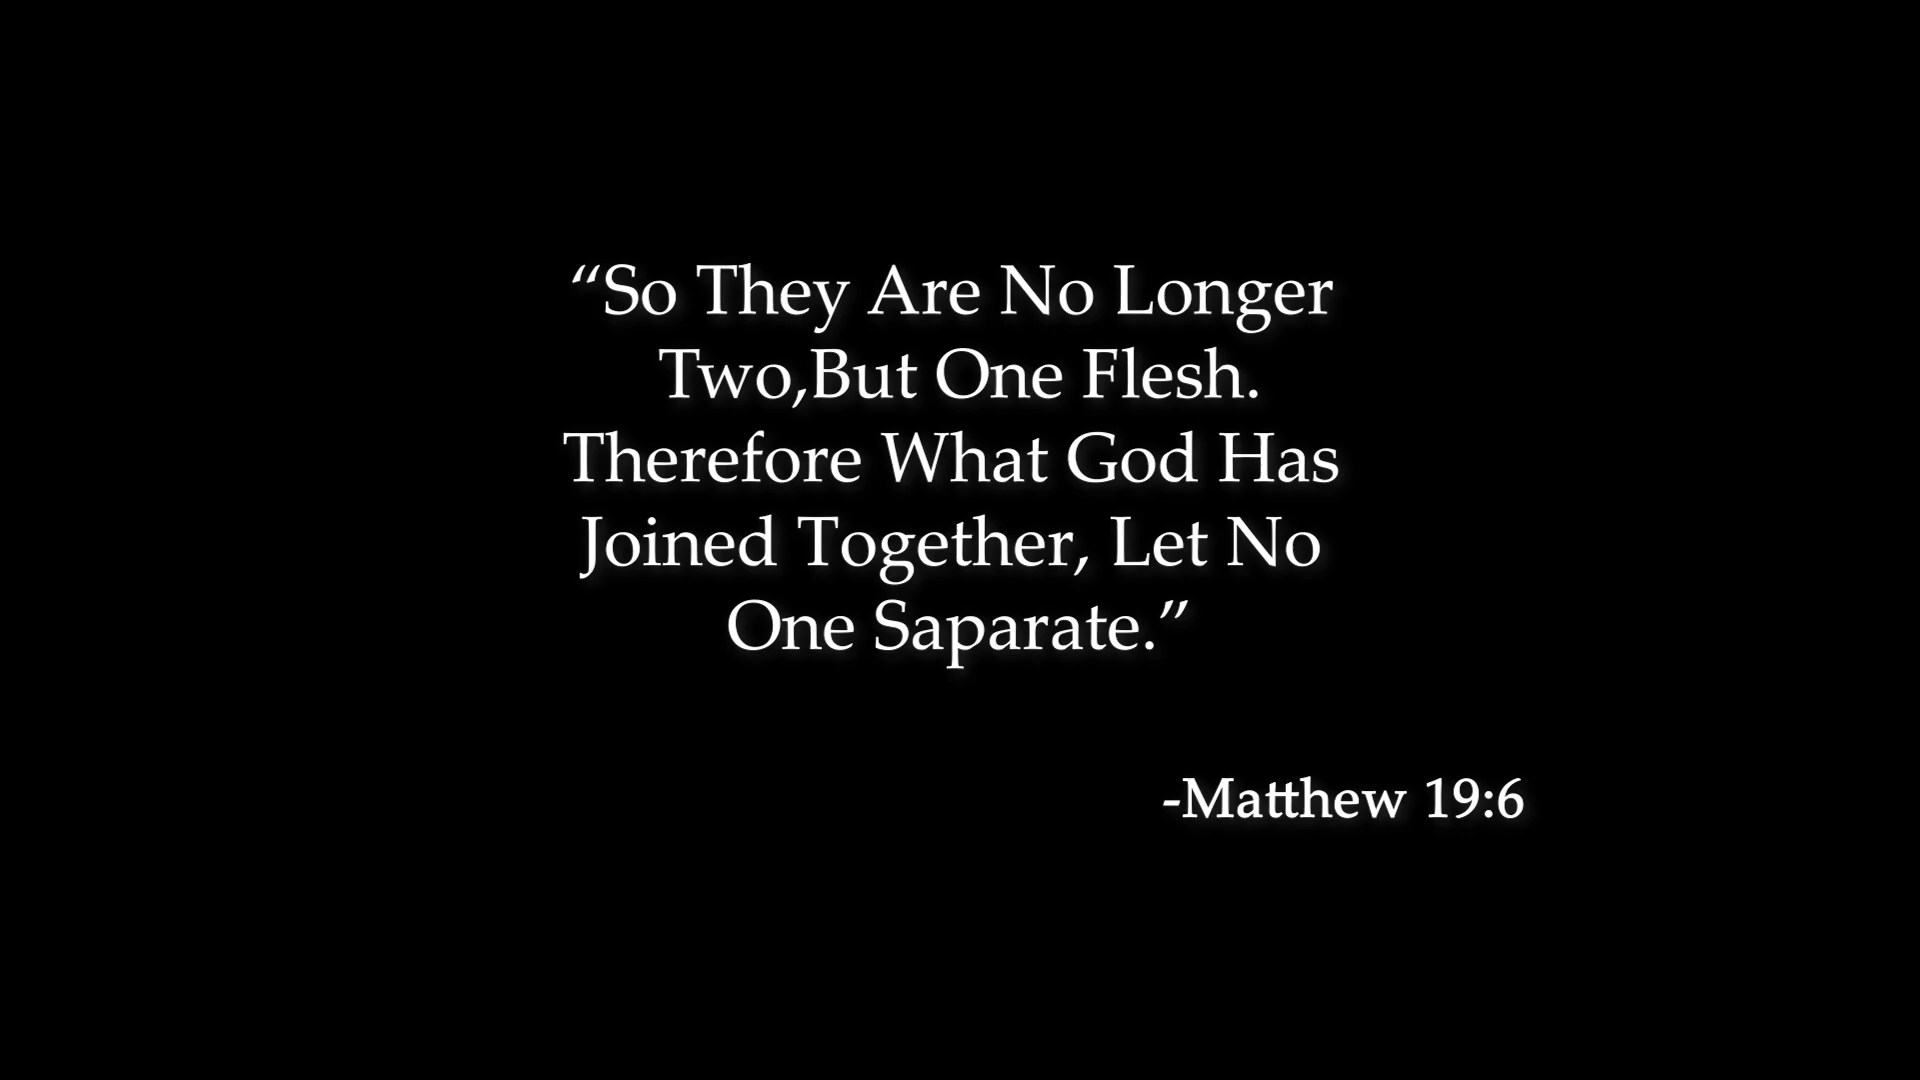 “So They Are No Longer
Two,But One Flesh.
Therefore What God Has
Joined Together, Let No
One Saparate.”
-Matthew 19:6